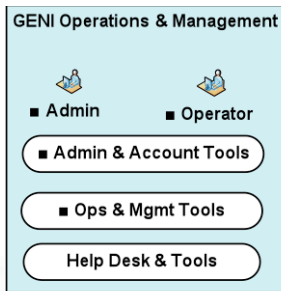 GENI Operations & Management
■ Admin
■ Operator
■ Admin & Account Tools
■ Ops & Mgmt Tools
Help Desk & Tools